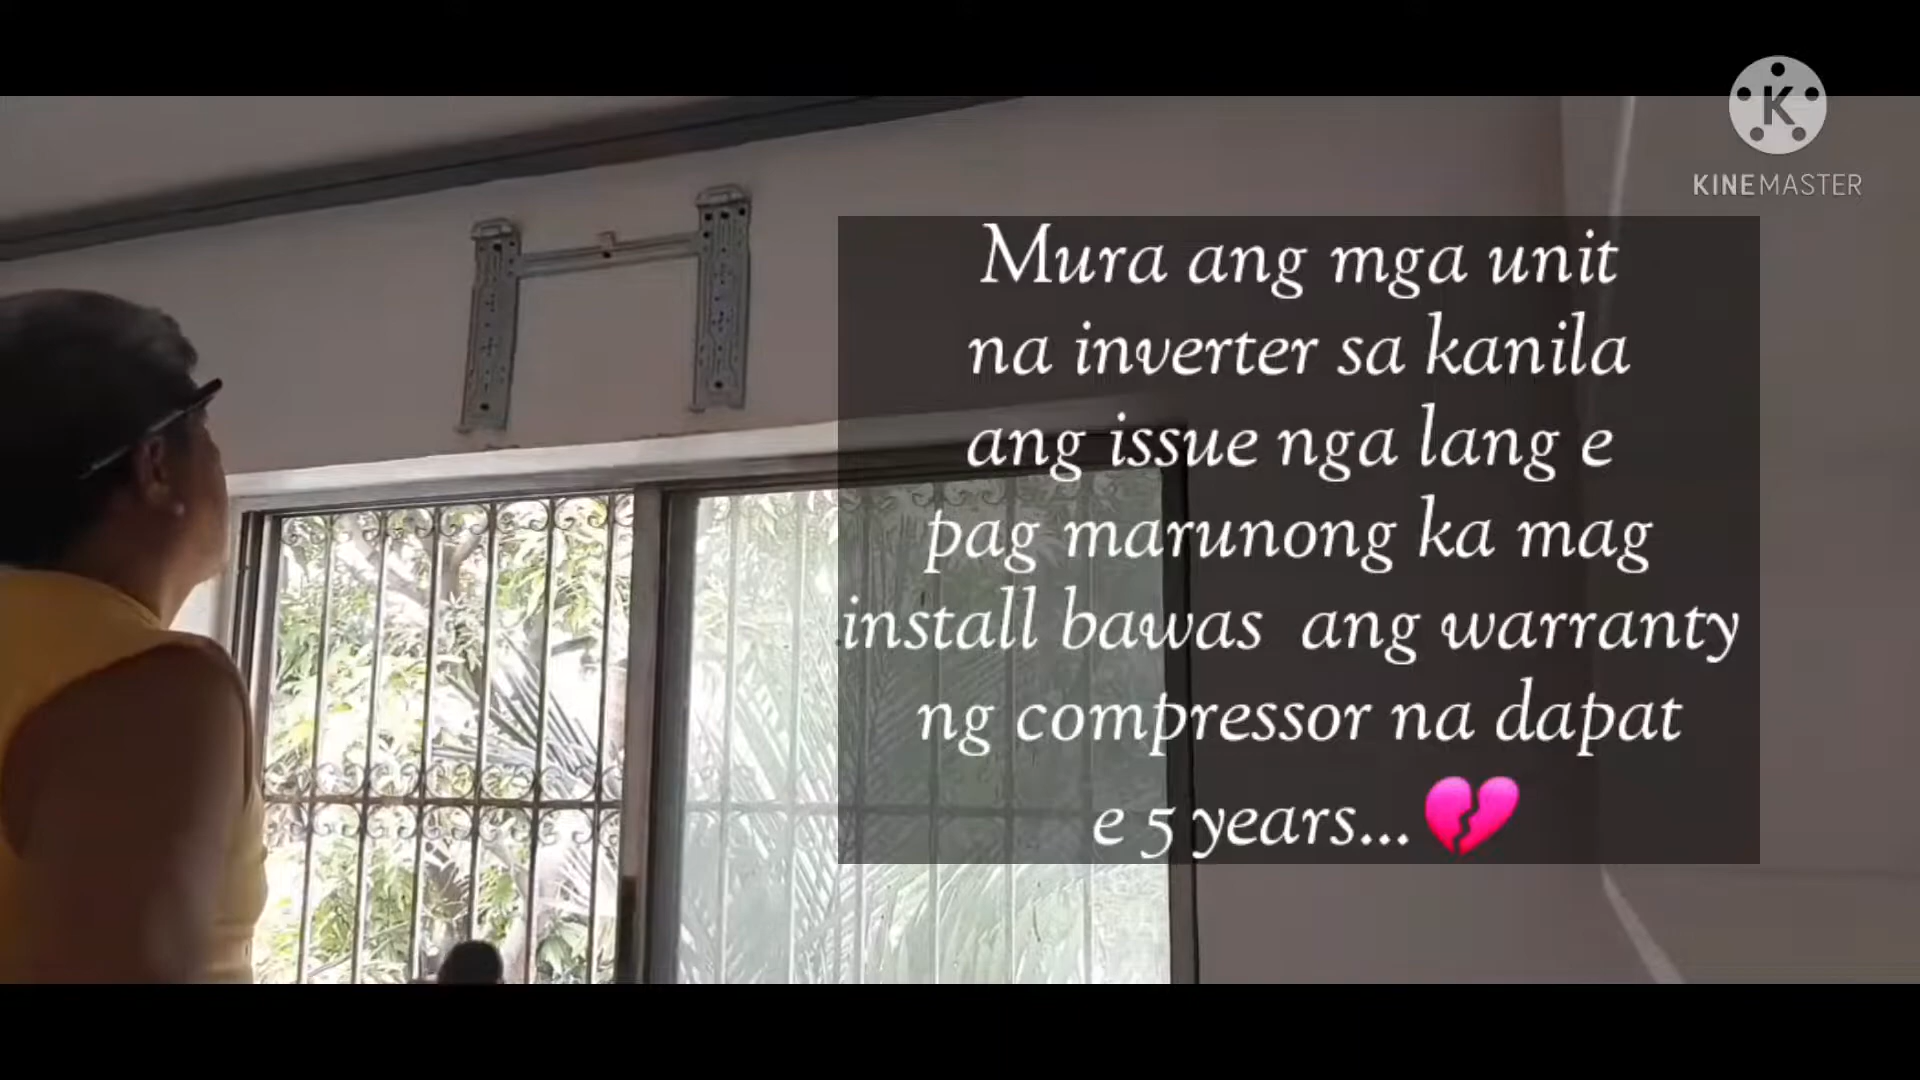 K
KINEMASTER
Mura ang mga unit
na inverter sa kanila
ang issue nga lang e
pag marunong ka mag
install bawas  ang warranty
ng compressor na dapat
e 5 years...💔